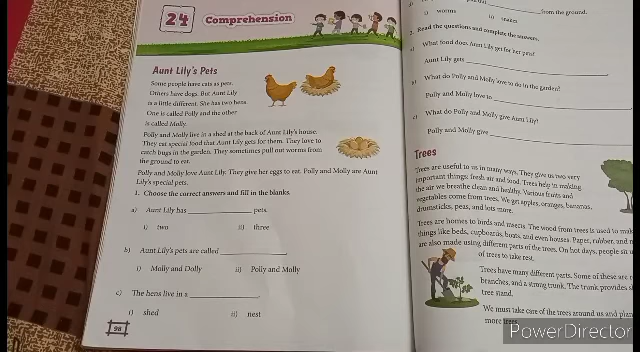 24 Comprehension
Aunt Lily's Pets
Some people have cats as pets.
Others have dogs. But Aunt Lily
is a little different. She has two hens.
One is called Polly and the other
is called Molly.
Polly and Molly live in a shed at the back of Aunt Lily's house.
They eat special food that Aunt Lily gets for them. They love to
catch bugs in the garden. They sometimes pull out worms from
the ground to eat.
Polly and Molly love Aunt Lily. They give her eggs to eat. Polly and Molly are Aunt
Lily's special pets.
1. Choose the correct answers and fill in the blanks.
a) Aunt Lily has ____ pets.
i) two ii) three
b) Aunt Lily's pets are called ____
i) Molly and Dolly ii) Polly and Molly
c) The hens live in a ____.
i) shed ii) nest
98
from the ground.
i) worms ii)
2. Read the questions and complete the answers.
a) What food does Aunt Lily get for her pets?
Aunt Lily gets ____
b) What do Polly and Molly love to do in the garden?
Polly and Molly love to ____
c) What do Polly and Molly give Aunt Lily?
Polly and Molly give ____
Trees
Trees are useful to us in many ways. They give us two very
important things: fresh air and food. Trees help in making
the air we breathe clean and healthy. Various fruits and
vegetables come from trees. We get apples, oranges, bananas,
drumsticks, peas, and lots more.
Trees are homes to birds and insects. The wood from trees is used to mak
things like beds, cupboards, boats, and even houses. Paper, rubber, and
are also made using different parts of the trees. On hot days, people sit
of trees to take rest.
Trees have many different parts. Some of these are
branches, and a strong trunk. The trunk provides
tree stand.
We must take care of the trees around us and plan
more trees.
PowerDirector